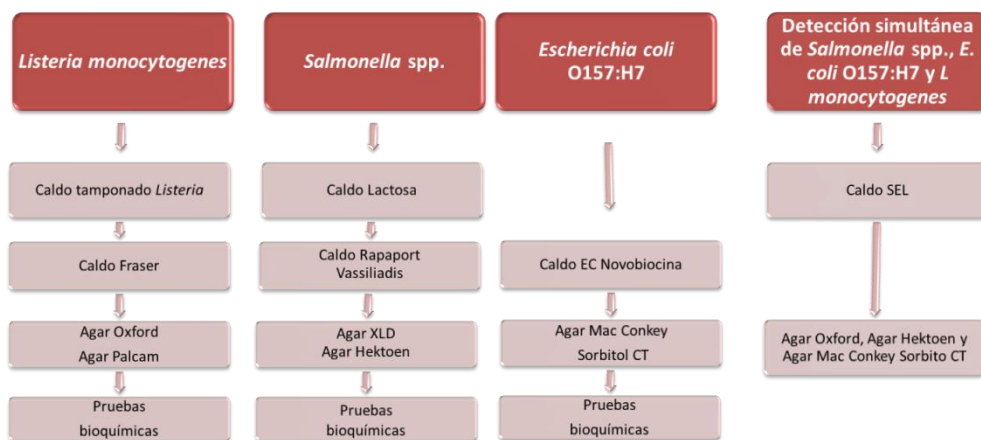 Listeria monocytogenes
Caldo tamponado Listeria
Caldo Fraser
Agar Oxford
Agar Palcam
Pruebas
bioquímicas
Salmonella spp.
Caldo Lactosa
Caldo Rapaport
Vassiliadis
Agar XLD
Agar Hektoen
Pruebas
bioquímicas
Escherichia coli
O157:H7
Caldo EC Novobiocina
Agar Mac Conkey
Sorbitol CT
Pruebas
bioquímicas
Detección simultánea
de Salmonella spp., E.
coli O157:H7 y L
monocytogenes
Caldo SEL
Agar Oxford, Agar Hektoen y
Agar Mac Conkey Sorbito CT